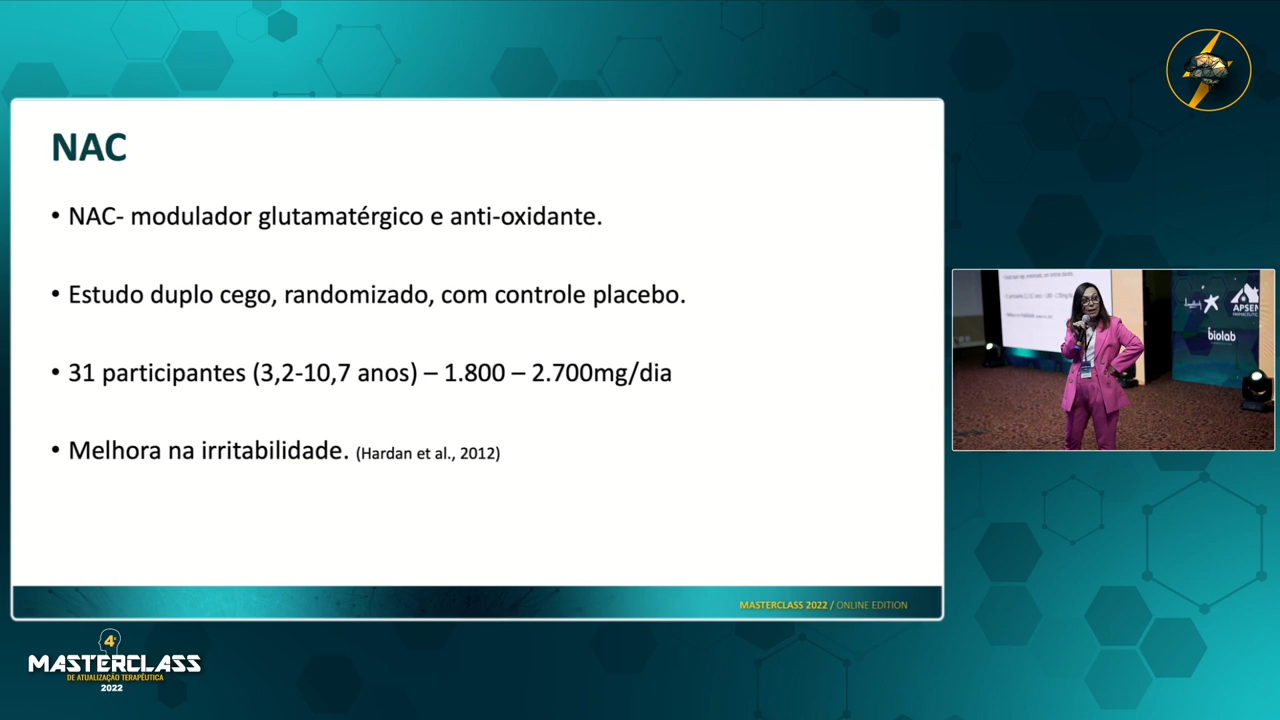 NAC
• NAC- modulador glutamatérgico e anti-oxidante.
• Estudo duplo cego, randomizado, com controle placebo.
• 31 participantes (3,2-10,7 anos) – 1.800 – 2.700mg/dia
• Melhora na irritabilidade. (Hardan et al., 2012)
MASTERCLASS 2022 / ONLINE EDITION
APSEN
FARMACÊUTICA
biolab
4ª
MASTERCLASS
DE ATUALIZAÇÃO TERAPÊUTICA
2022